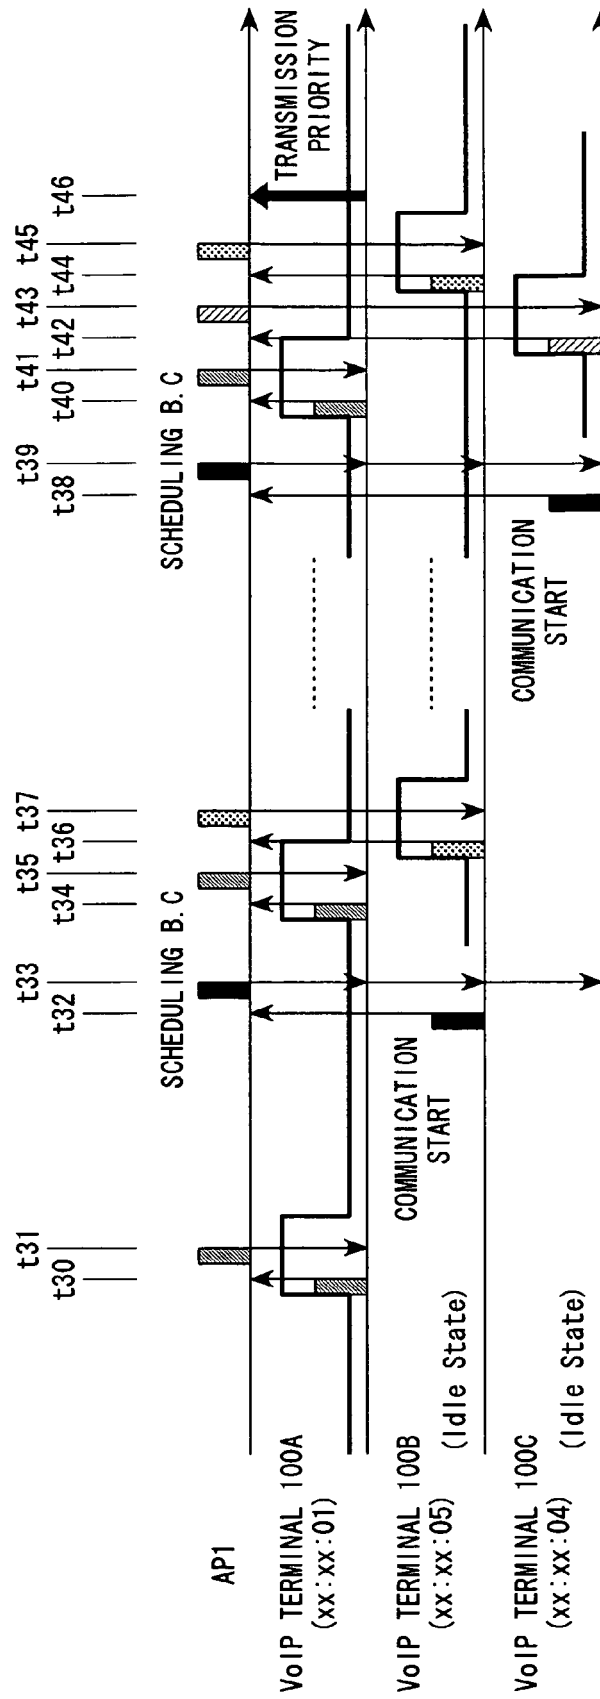 t31
t30
t33
t32
t35
t34
t37
t36
t39
t38
t41
t40
t43
t42
t45
t44
t46
SCHEDULING B.C
SCHEDULING B.C
AP1
TRANSMISSION
PRIORITY
VoIP TERMINAL 100A
(xx:xx:01)
VoIP TERMINAL 100B
(xx:xx:05)
(Idle State)
COMMUNICATION
START
VoIP TERMINAL 100C
(xx:xx:04)
(Idle State)
COMMUNICATION
START